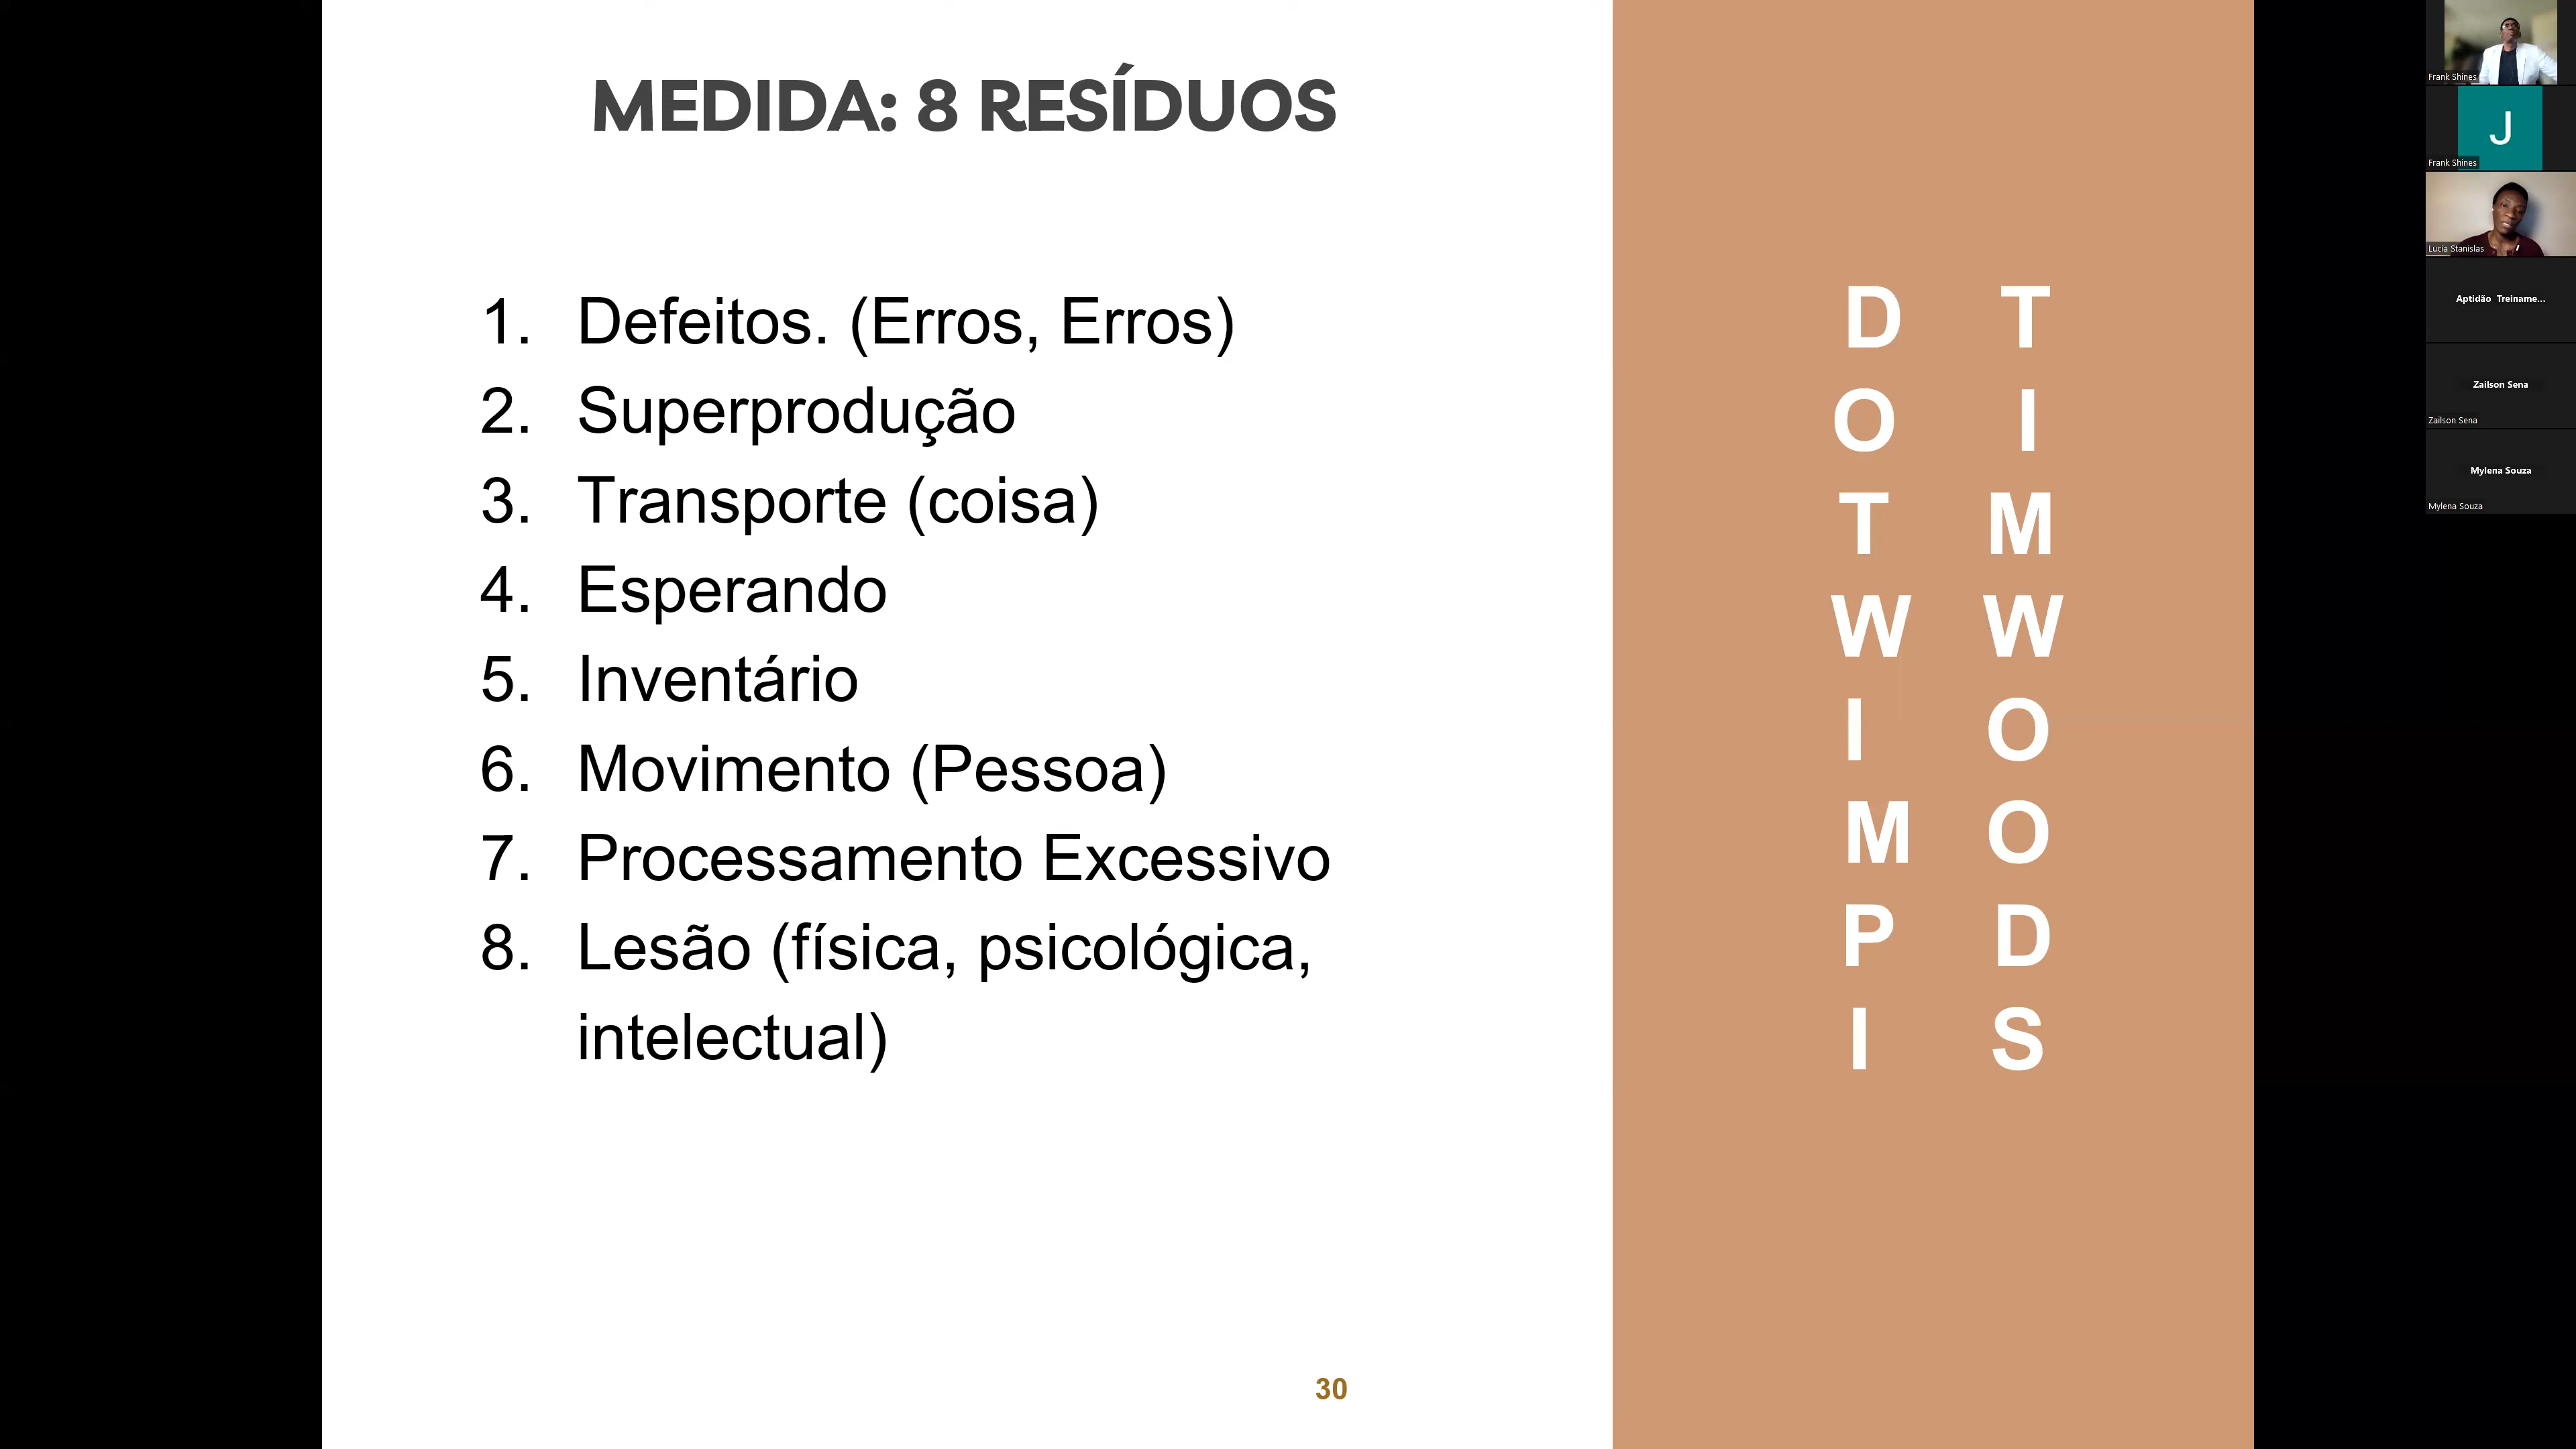 MEDIDA: 8 RESÍDUOS
1. Defeitos. (Erros, Erros)
2. Superprodução
3. Transporte (coisa)
4. Esperando
5. Inventário
6. Movimento (Pessoa)
7. Processamento Excessivo
8. Lesão (física, psicológica,
intelectual)
30
D T
O I
T M
W W
I O
M O
P D
I S
Frank Shines
J
Frank Shines
Lucia Stanislas
Aptidão Treiname...
Zailson Sena
Zailson Sena
Mylena Souza
Mylena Souza